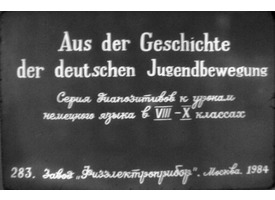 Aus der Geschichte
der deutschen Jugendbewegung
Серия диапозитивов к урокам
немецкого языка в VIII – X классах
283. Завод „Физэлектроприбор". Москва. 1984